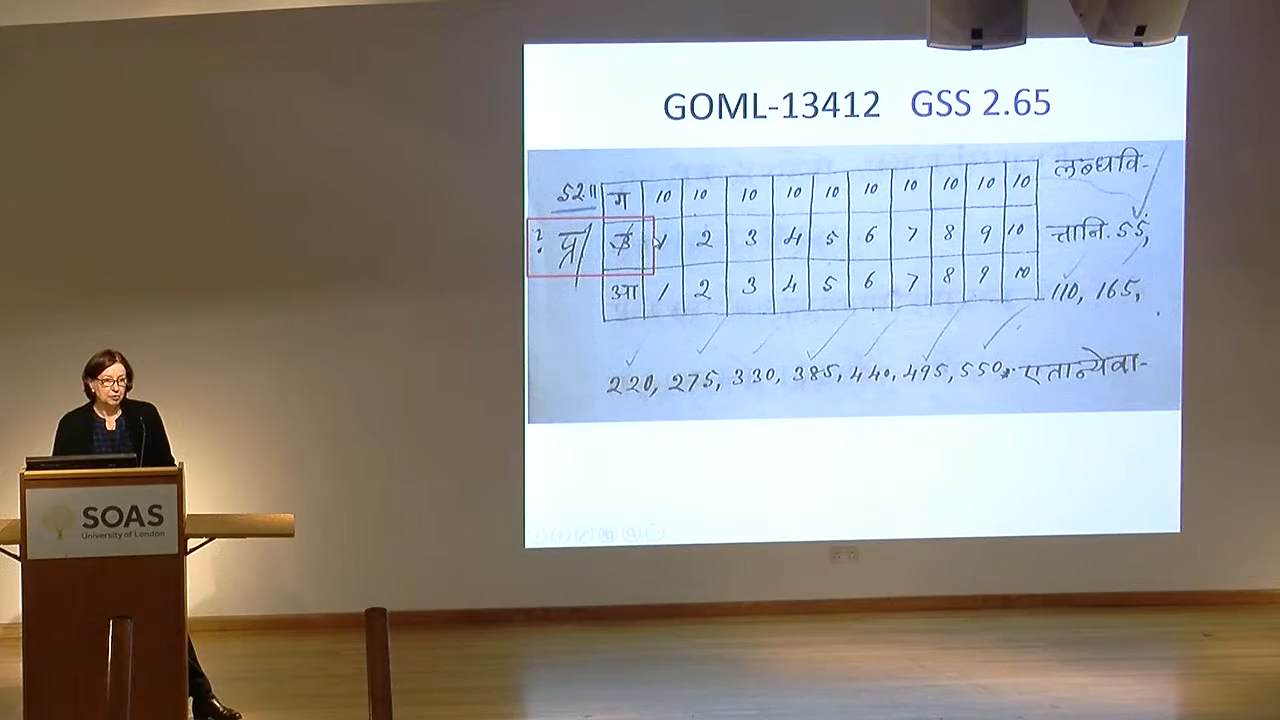 GOML-13412 GSS 2.65
52॥ ग 10 10 10 10 10 10 10 10 10 10 लब्धवि-
? प्र/ 1 2 3 4 5 6 7 8 9 10 त्तानि. 55,
आ 1 2 3 4 5 6 7 8 9 10 110, 165,
220, 275, 330, 385, 440, 495, 550. एतान्येवा-
SOAS
University of London